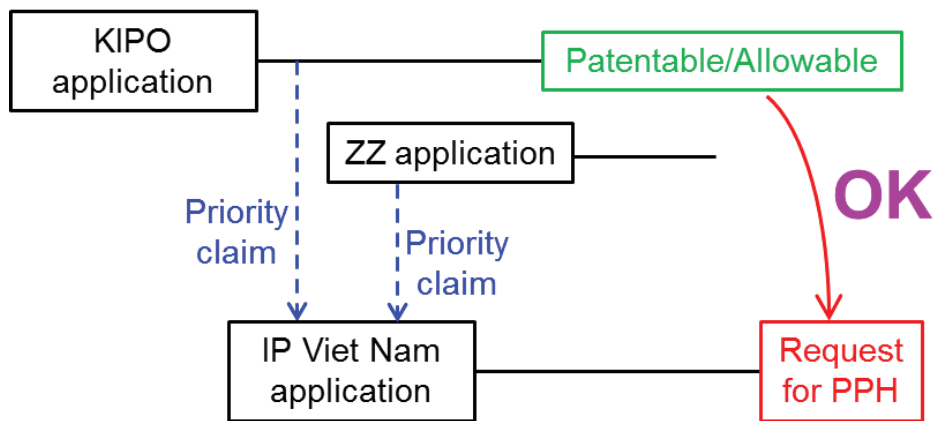 KIPO
application
Patentable/Allowable
ZZ application
OK
Priority
claim
Priority
claim
IP Viet Nam
application
Request
for PPH